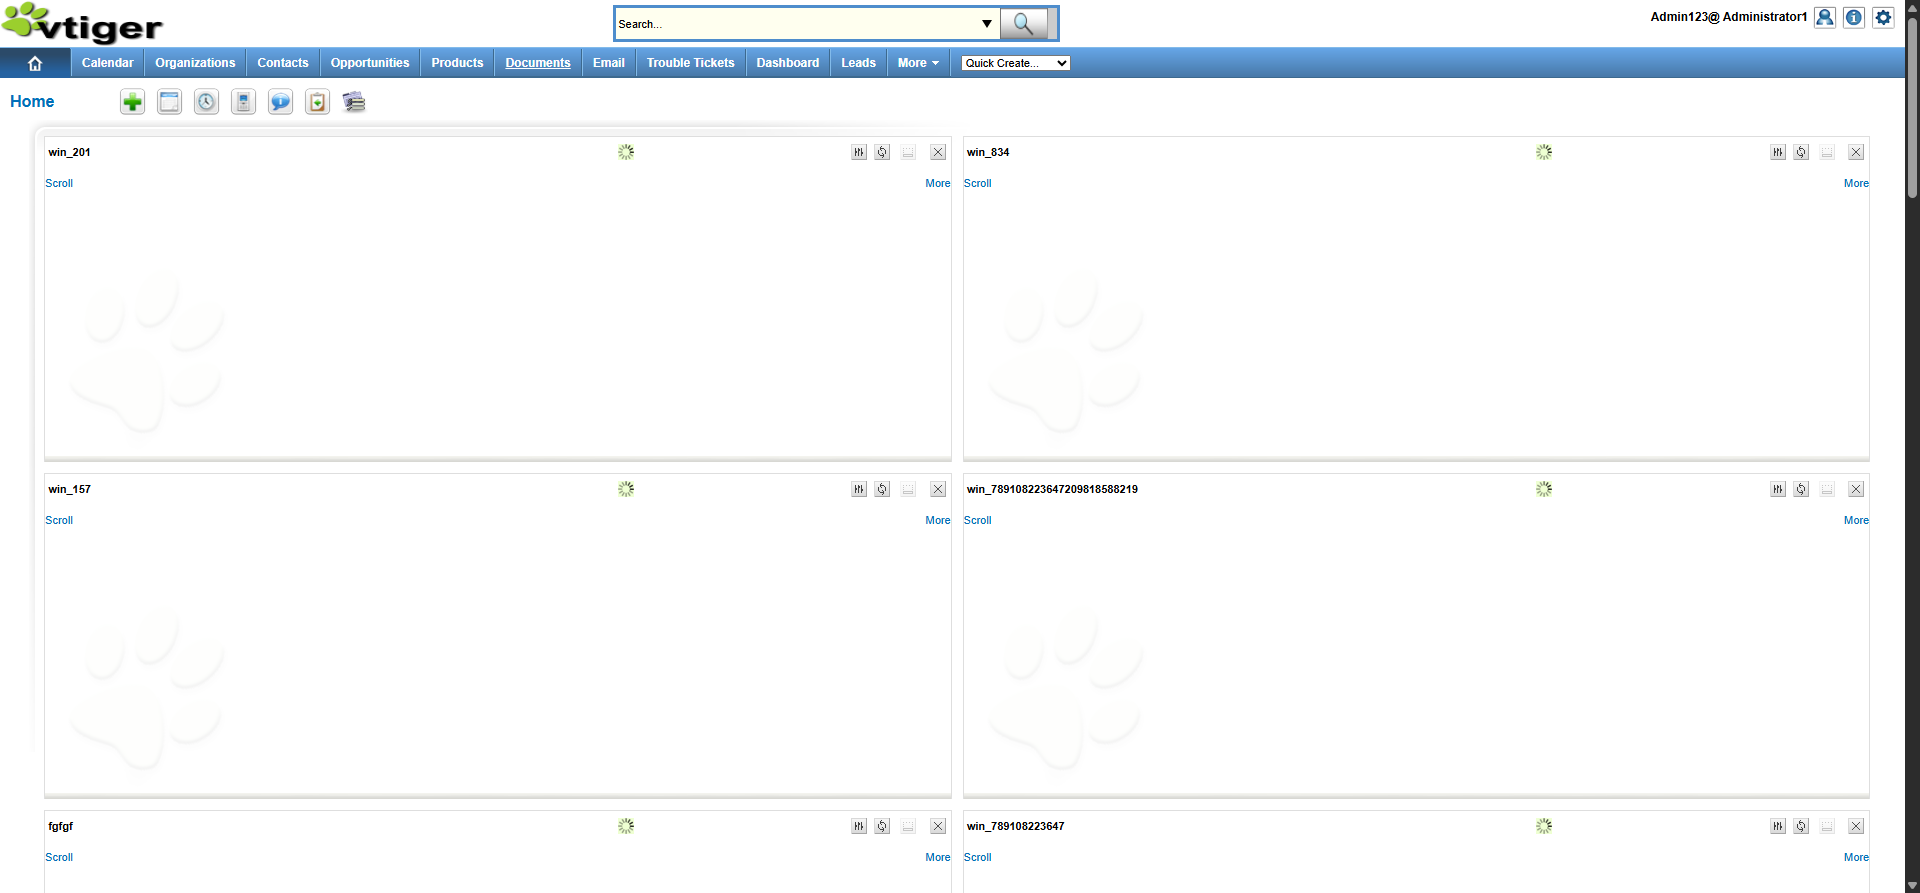 vtiger
Search...
Admin123@ Administrator1
Calendar
Organizations
Contacts
Opportunities
Products
Documents
Email
Trouble Tickets
Dashboard
Leads
More
Quick Create...
Home
win_201
Scroll
More
win_834
Scroll
More
win_157
Scroll
More
win_789108223647209818588219
Scroll
More
fgfgf
Scroll
More
win_789108223647
Scroll
More